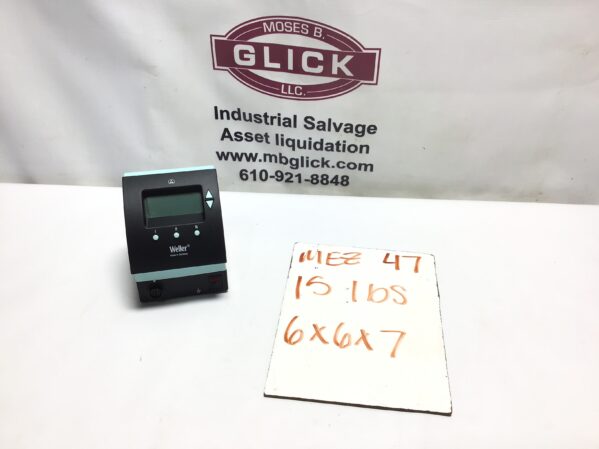 MOSES B.
GLICK
LLC.
Industrial Salvage
Asset liquidation
www.mbglick.com
610-921-8848
Weller
MEZ 47
15 lbs
6x6x7